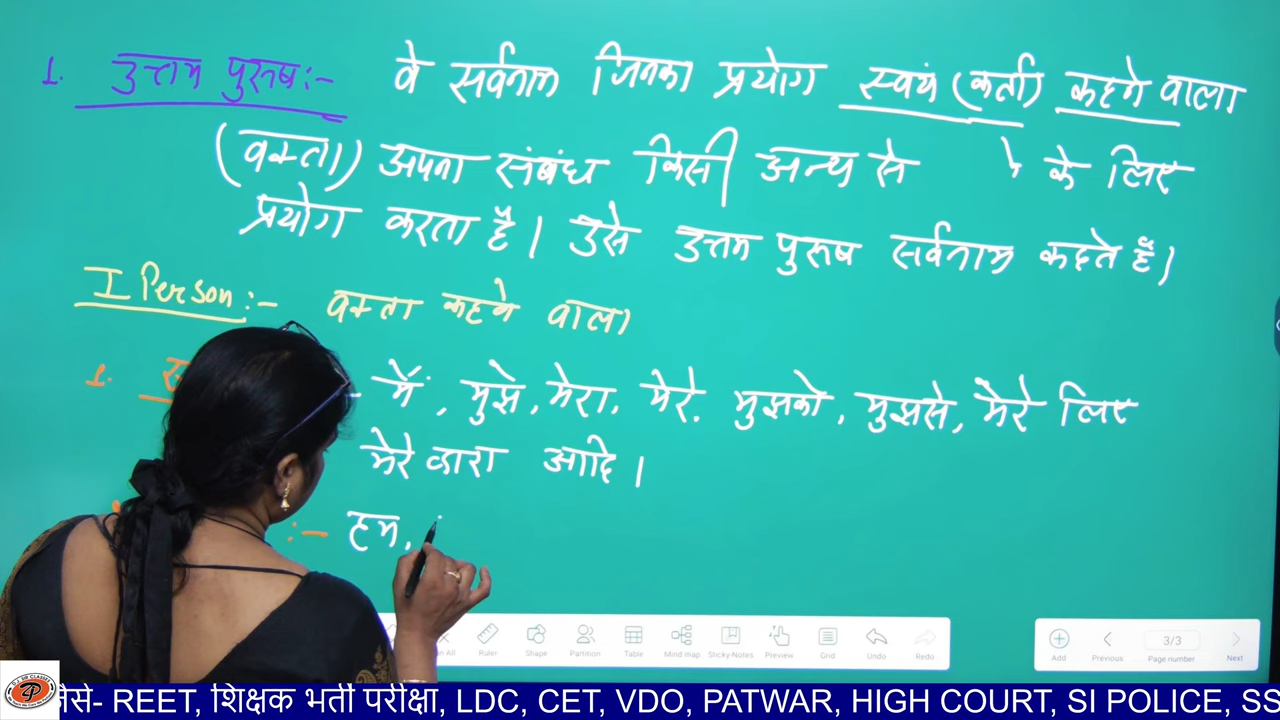 1. उत्तम पुरूष:- वे सर्वनाम जिनका प्रयोग स्वयं (कर्ता) कहने वाला
(वक्ता) अपना संबंध किसी अन्य से के लिए
प्रयोग करता है। उसे उत्तम पुरूष सर्वनाम कहते हैं।
I Person:- वक्ता कहने वाला
1. - मैं, मुझे, मेरा, मेरे, मुझको, मुझसे, मेरे लिए
मेरे द्वारा आदि।
:- हम,
Ruler Shape Partition Table Mind map Sticky-Notes Preview Grid Undo Redo
Add Previous 3/3 Page number Next
जैसे- REET, शिक्षक भर्ती परीक्षा, LDC, CET, VDO, PATWAR, HIGH COURT, SI POLICE, SS